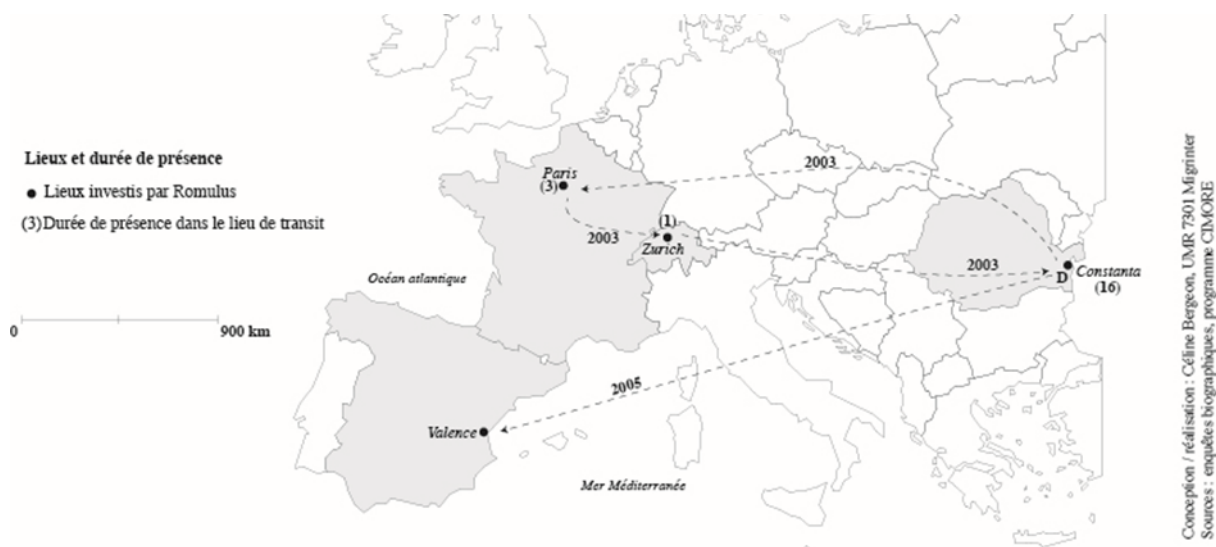 Lieux et durée de présence
Lieux investis par Romulus
(3) Durée de présence dans le lieu de transit
0
900 km
Océan atlantique
Mer Méditerranée
Paris
(3)
2003
2003
(1)
Zurich
2003
D
Constanta
(16)
2005
Valence
Conception / réalisation : Céline Bergeon, UMR 7301 Migrinter
Sources : enquêtes biographiques, programme CIMORE